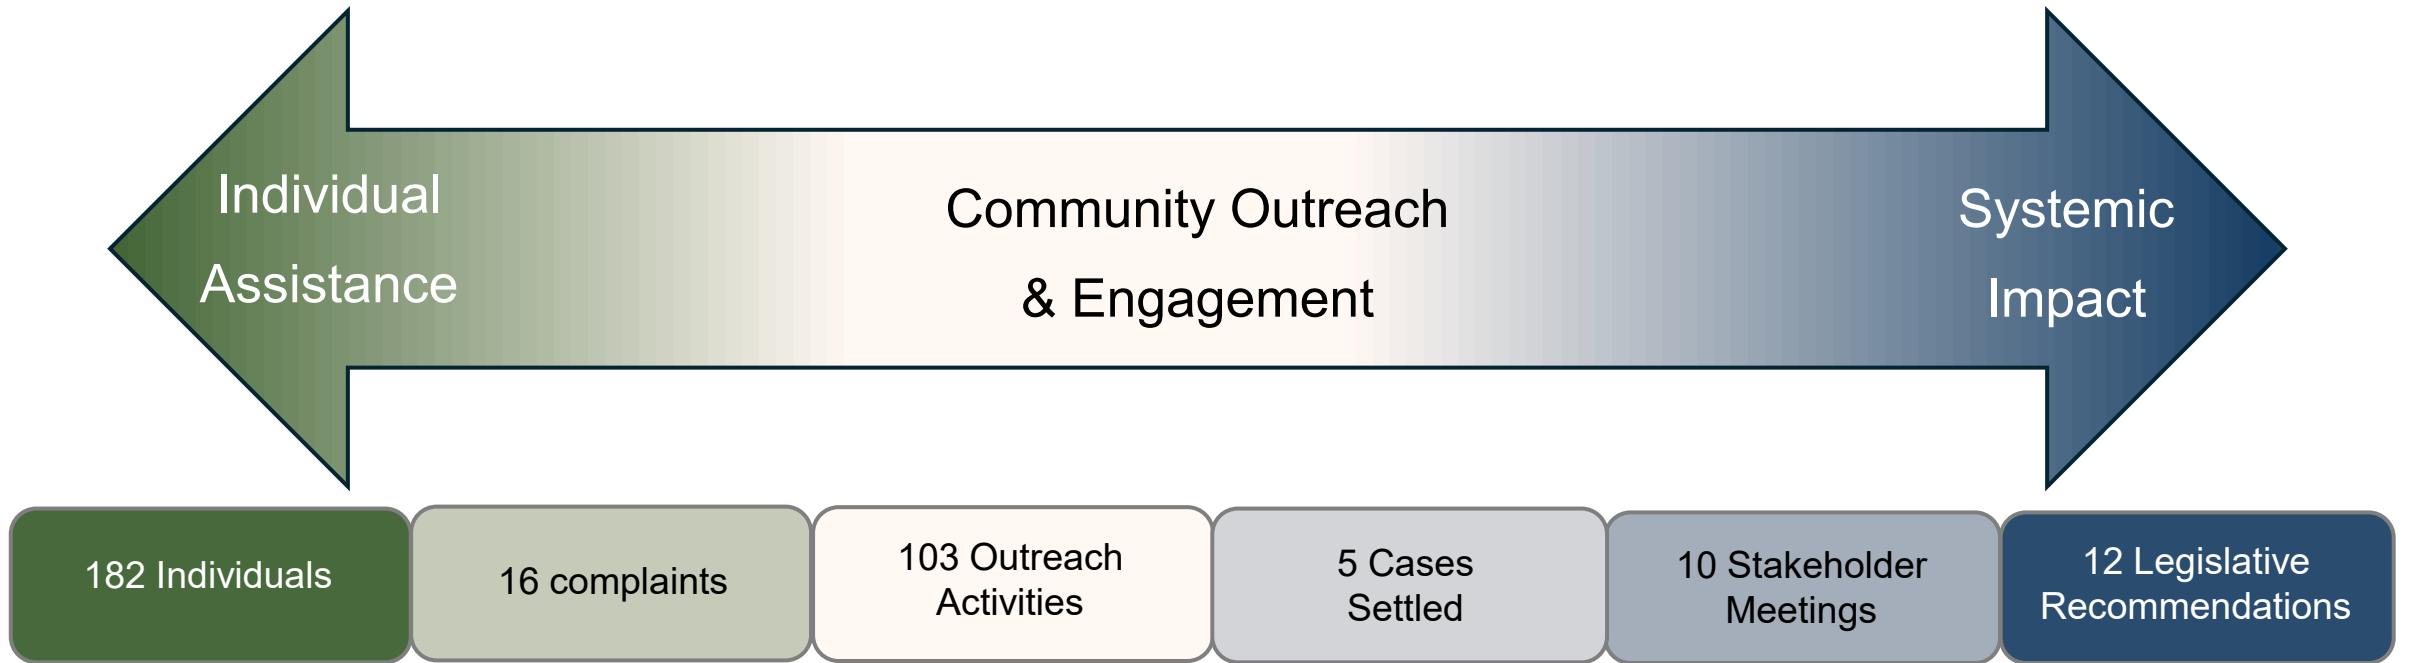 Individual
Assistance
Community Outreach
& Engagement
Systemic
Impact
182 Individuals
16 complaints
103 Outreach
Activities
5 Cases
Settled
10 Stakeholder
Meetings
12 Legislative
Recommendations